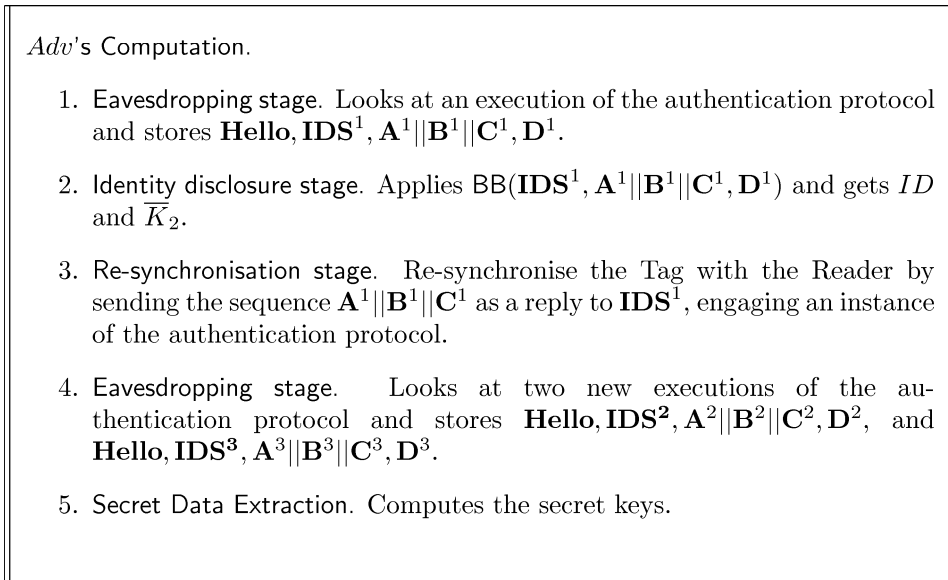 Adv's Computation.
1. Eavesdropping stage. Looks at an execution of the authentication protocol
and stores Hello, IDS¹, A¹||B¹||C¹, D¹.
2. Identity disclosure stage. Applies BB(IDS¹, A¹||B¹||C¹, D¹) and gets ID
and K̅₂.
3. Re-synchronisation stage. Re-synchronise the Tag with the Reader by
sending the sequence A¹||B¹||C¹ as a reply to IDS¹, engaging an instance
of the authentication protocol.
4. Eavesdropping stage. Looks at two new executions of the au-
thentication protocol and stores Hello, IDS², A²||B²||C², D², and
Hello, IDS³, A³||B³||C³, D³.
5. Secret Data Extraction. Computes the secret keys.